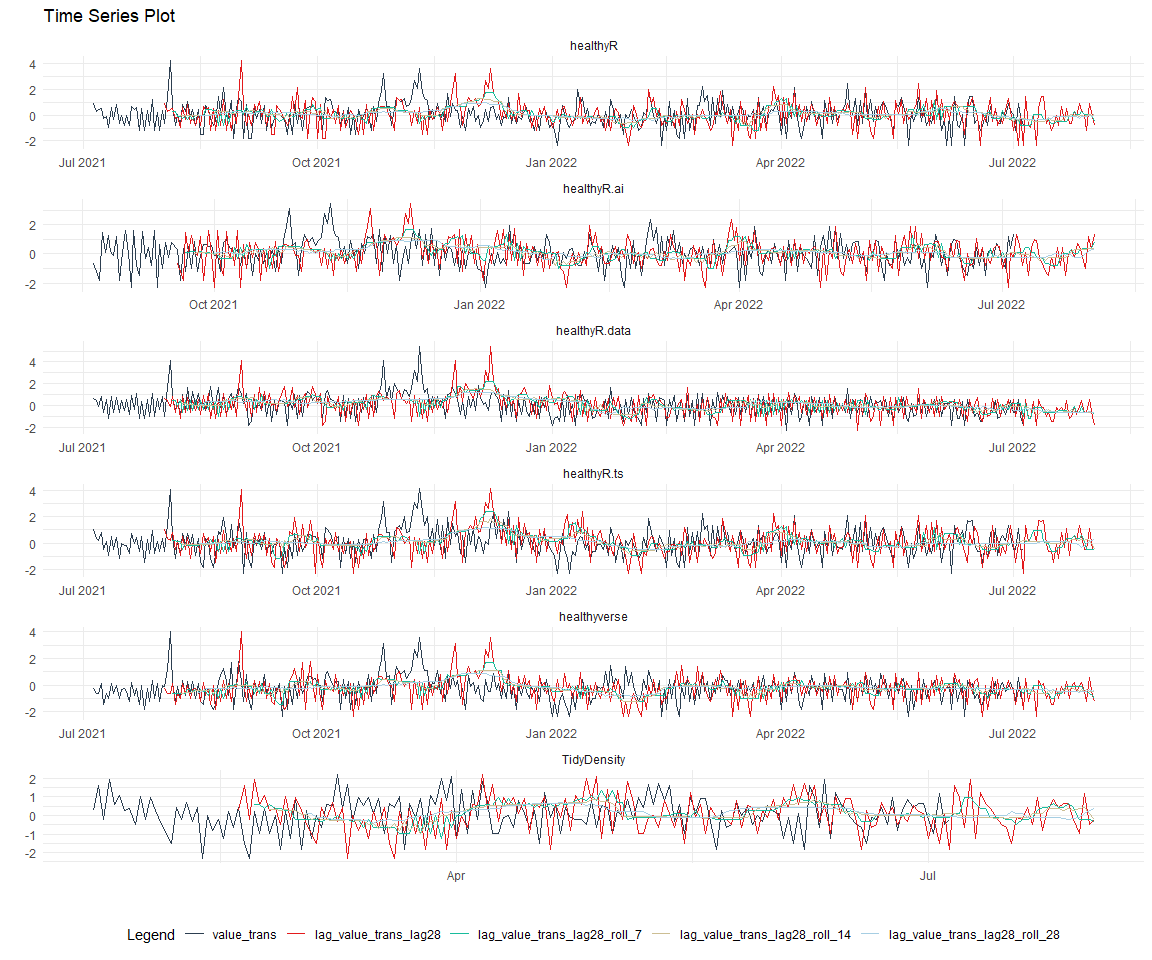 Time Series Plot
healthyR
4
2
0
-2
Jul 2021 Oct 2021 Jan 2022 Apr 2022 Jul 2022
healthyR.ai
2
0
-2
Oct 2021 Jan 2022 Apr 2022 Jul 2022
healthyR.data
4
2
0
-2
Jul 2021 Oct 2021 Jan 2022 Apr 2022 Jul 2022
healthyR.ts
4
2
0
-2
Jul 2021 Oct 2021 Jan 2022 Apr 2022 Jul 2022
healthyverse
4
2
0
-2
Jul 2021 Oct 2021 Jan 2022 Apr 2022 Jul 2022
TidyDensity
2
1
0
-1
-2
Apr Jul
Legend value_trans lag_value_trans_lag28 lag_value_trans_lag28_roll_7 lag_value_trans_lag28_roll_14 lag_value_trans_lag28_roll_28